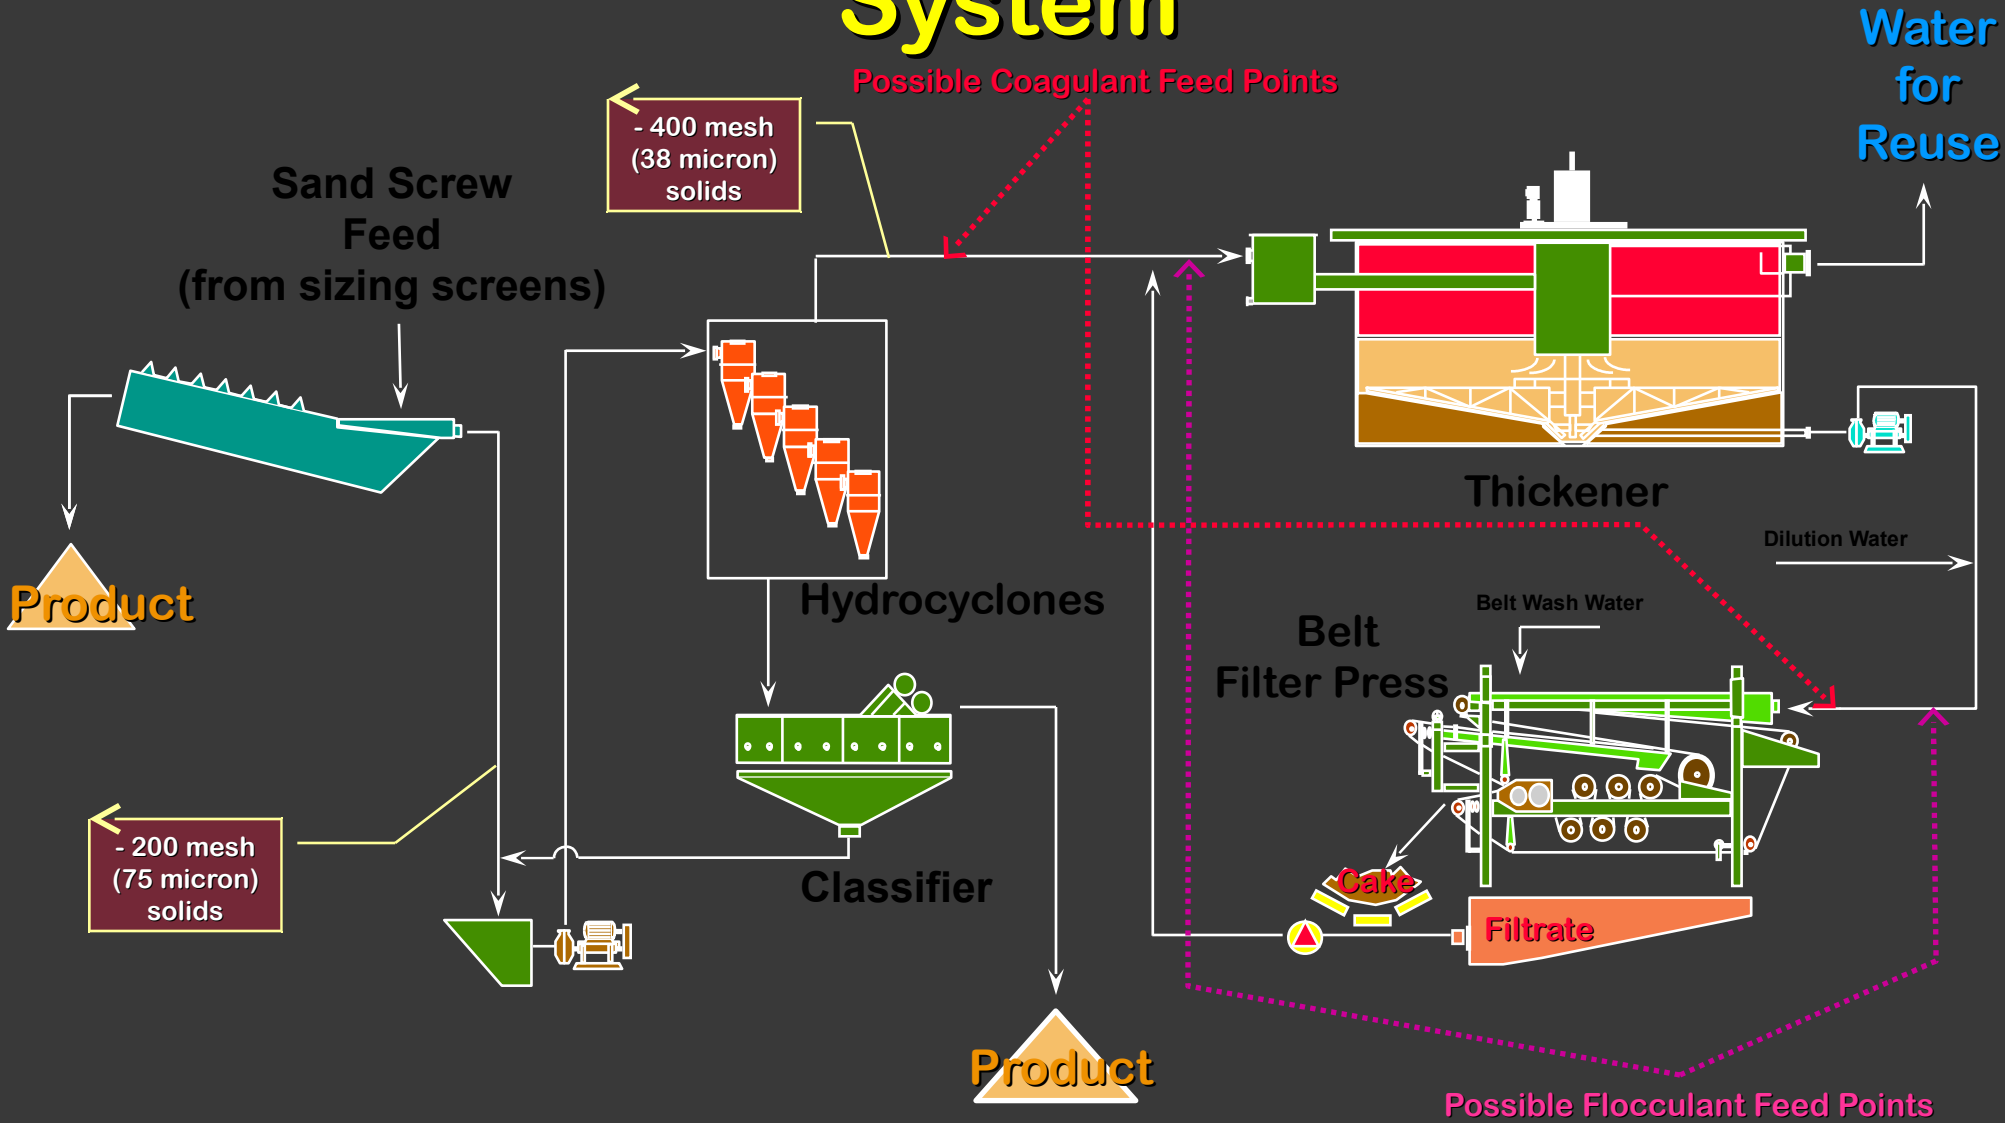 System
Water
for
Reuse
Possible Coagulant Feed Points
- 400 mesh
(38 micron)
solids
Sand Screw
Feed
(from sizing screens)
Thickener
Dilution Water
Product
Hydrocyclones
Belt Wash Water
Belt
Filter Press
- 200 mesh
(75 micron)
solids
Classifier
Cake
Filtrate
Product
Possible Flocculant Feed Points